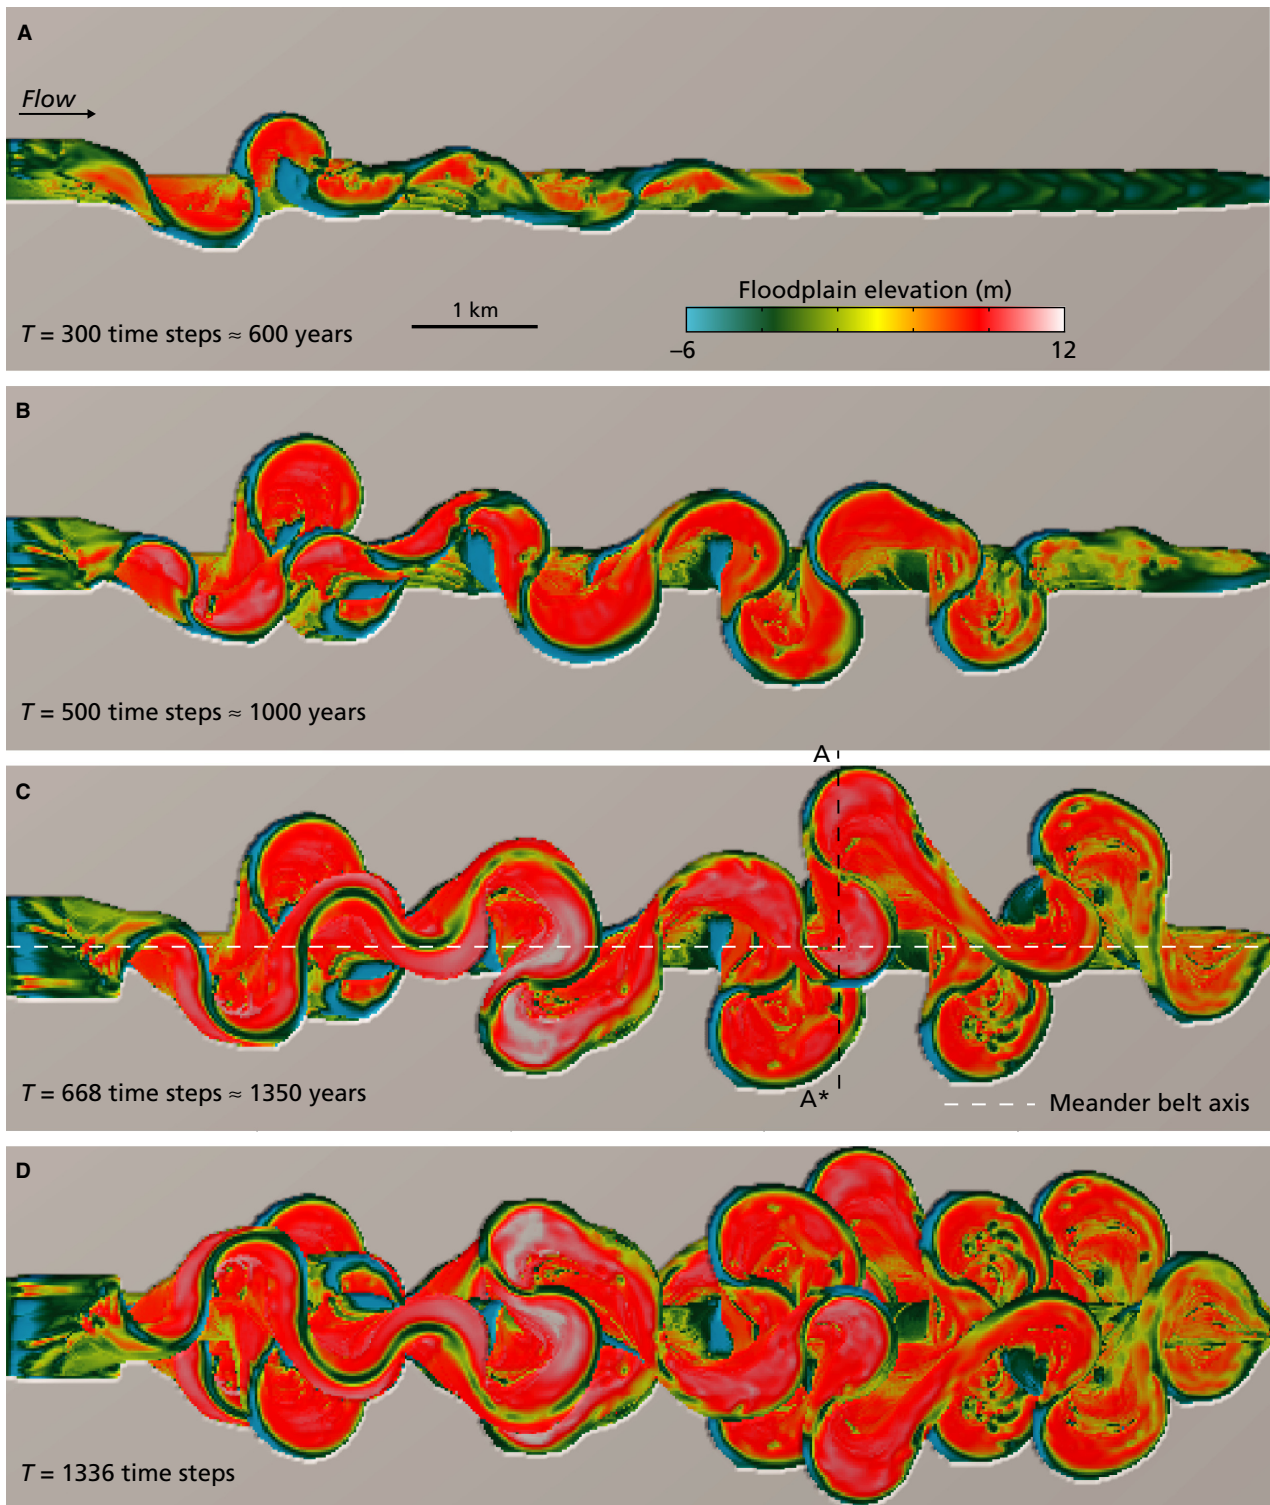 A
Flow
Floodplain elevation (m)
1 km
T = 300 time steps ≈ 600 years
–6
12
B
T = 500 time steps ≈ 1000 years
A
C
T = 668 time steps ≈ 1350 years
A*
Meander belt axis
D
T = 1336 time steps